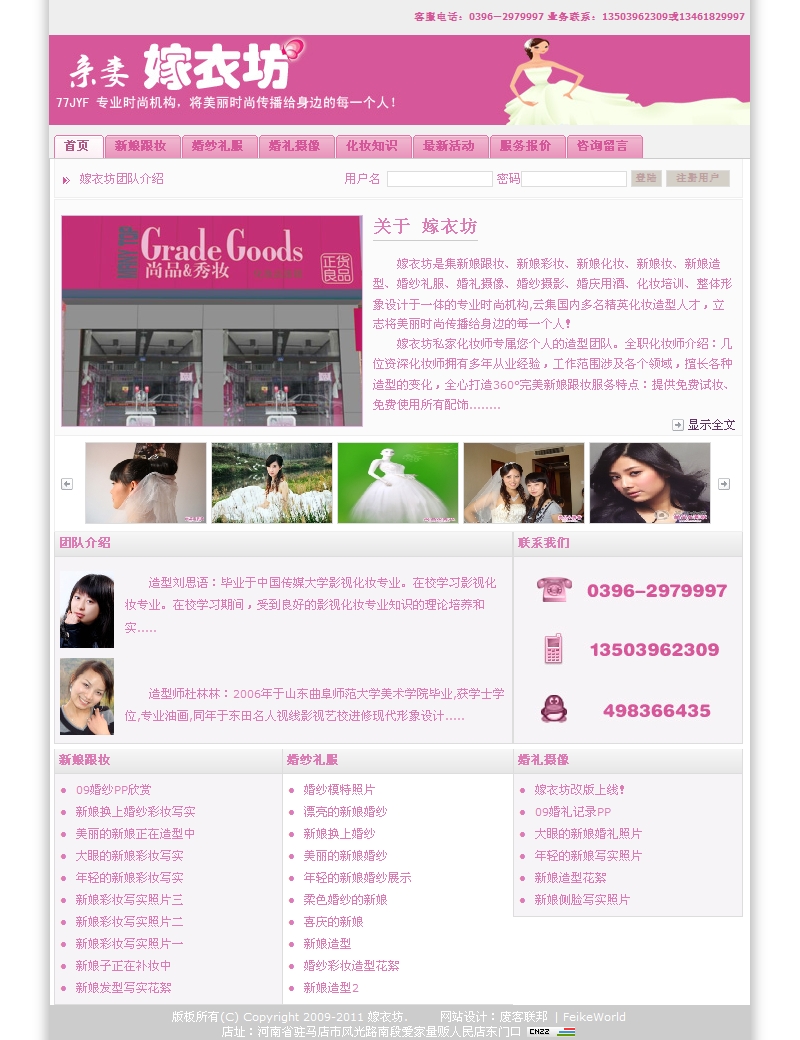 客服电话：0396—2979997 业务联系：13503962309或13461829997
亲妻 嫁衣坊
77JYF 专业时尚机构，将美丽时尚传播给身边的每一个人！
首页 新娘跟妆 婚纱礼服 婚礼摄像 化妆知识 最新活动 服务报价 咨询留言
嫁衣坊团队介绍 用户名 密码 登陆 注册用户
Grade Goods
尚品&秀妆
正货良品
关于 嫁衣坊
嫁衣坊是集新娘跟妆、新娘彩妆、新娘化妆、新娘妆、新娘造
型、婚纱礼服、婚礼摄像、婚纱摄影、婚庆用酒、化妆培训、整体形
象设计于一体的专业时尚机构,云集国内多名精英化妆造型人才，立
志将美丽时尚传播给身边的每一个人!
嫁衣坊私家化妆师专属您个人的造型团队。全职化妆师介绍：几
位资深化妆师拥有多年从业经验，工作范围涉及各个领域，擅长各种
造型的变化，全心打造360°完美新娘跟妆服务特点：提供免费试妆、
免费使用所有配饰........
显示全文
团队介绍
造型刘思语：毕业于中国传媒大学影视化妆专业。在校学习影视化
妆专业。在校学习期间，受到良好的影视化妆专业知识的理论培养和
实.....
造型师杜林林：2006年于山东曲阜师范大学美术学院毕业,获学士学
位,专业油画,同年于东田名人视线影视艺校进修现代形象设计.....
联系我们
0396—2979997
13503962309
498366435
新娘跟妆
09婚纱PP欣赏
新娘换上婚纱彩妆写实
美丽的新娘正在造型中
大眼的新娘彩妆写实
年轻的新娘彩妆写实
新娘彩妆写实照片三
新娘彩妆写实照片二
新娘彩妆写实照片一
新娘子正在补妆中
新娘发型写实花絮
婚纱礼服
婚纱模特照片
漂亮的新娘婚纱
新娘换上婚纱
美丽的新娘婚纱
年轻的新娘婚纱展示
柔色婚纱的新娘
喜庆的新娘
新娘造型
婚纱彩妆造型花絮
新娘造型2
婚礼摄像
嫁衣坊改版上线!
09婚礼记录PP
大眼的新娘婚礼照片
年轻的新娘写实照片
新娘造型花絮
新娘侧脸写实照片
版板所有(C) Copyright 2009-2011 嫁衣坊. 网站设计：废客联邦 | FeikeWorld
店址：河南省驻马店市风光路南段爱家量贩人民店东门口 CNZZ